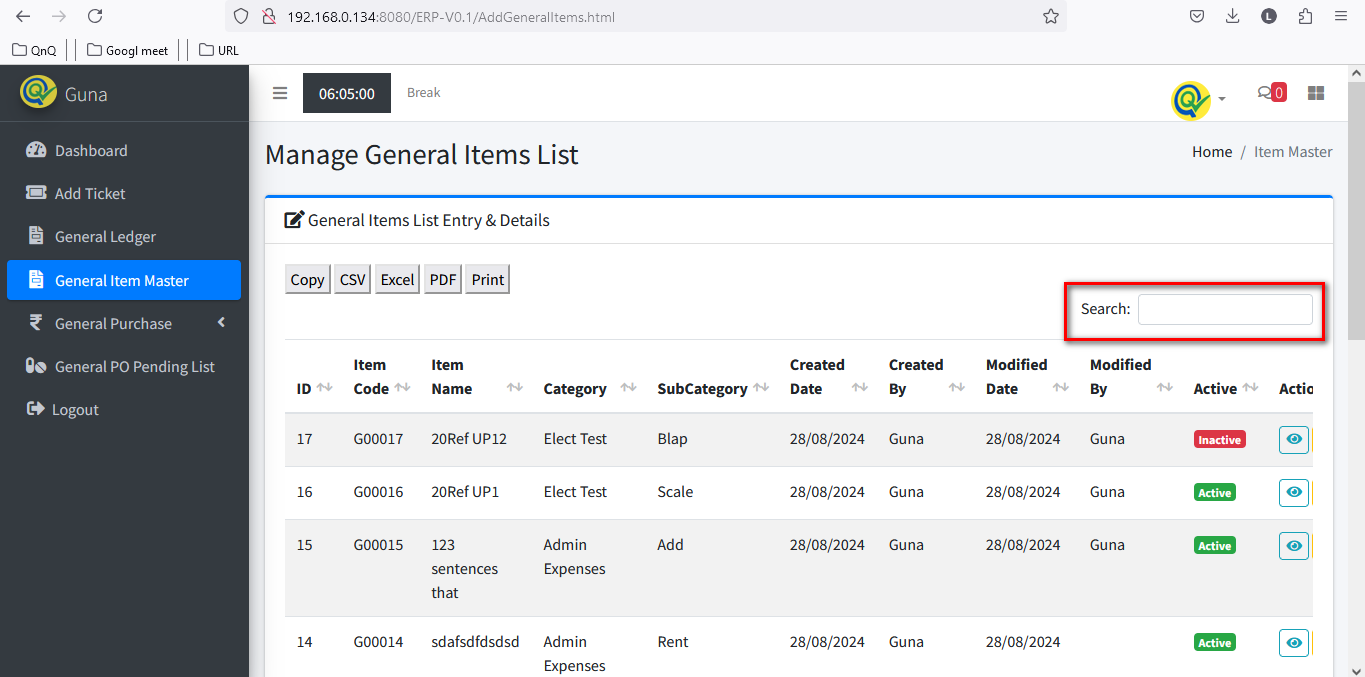 192.168.0.134:8080/ERP-V0.1/AddGeneralItems.html
L
QnQ Googl meet URL
Guna
06:05:00 Break
0
Dashboard
Add Ticket
General Ledger
General Item Master
General Purchase
General PO Pending List
Logout
Manage General Items List
Home / Item Master
General Items List Entry & Details
Copy CSV Excel PDF Print
Search:
ID Item Code Item Name Category SubCategory Created Date Created By Modified Date Modified By Active Actio
17 G00017 20Ref UP12 Elect Test Blap 28/08/2024 Guna 28/08/2024 Guna Inactive
16 G00016 20Ref UP1 Elect Test Scale 28/08/2024 Guna 28/08/2024 Guna Active
15 G00015 123 sentences that Admin Expenses Add 28/08/2024 Guna 28/08/2024 Guna Active
14 G00014 sdafsdfdsdsd Admin Expenses Rent 28/08/2024 Guna 28/08/2024 Active